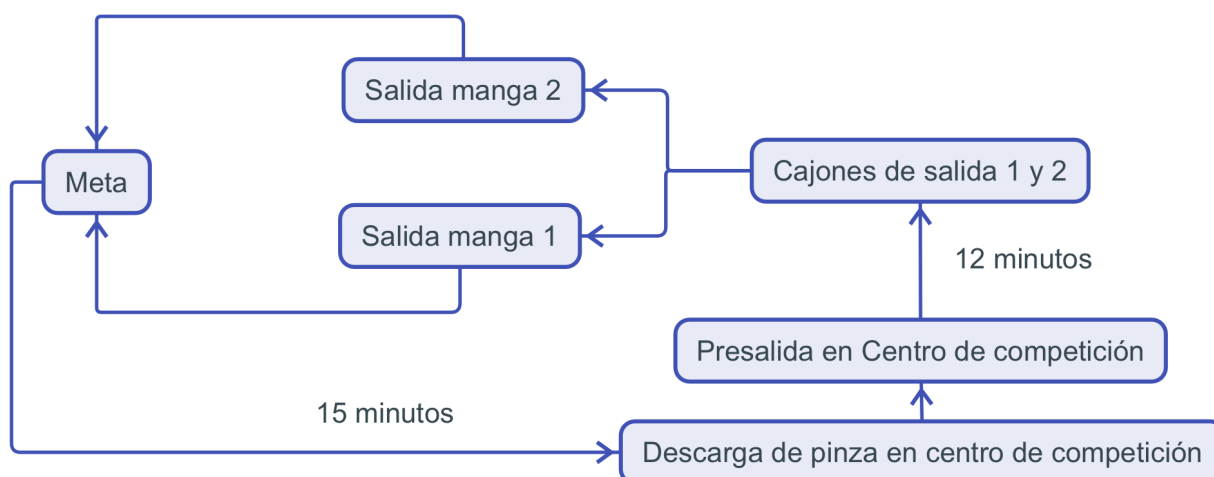 Salida manga 2
Cajones de salida 1 y 2
Meta
Salida manga 1
12 minutos
Presalida en Centro de competición
15 minutos
Descarga de pinza en centro de competición